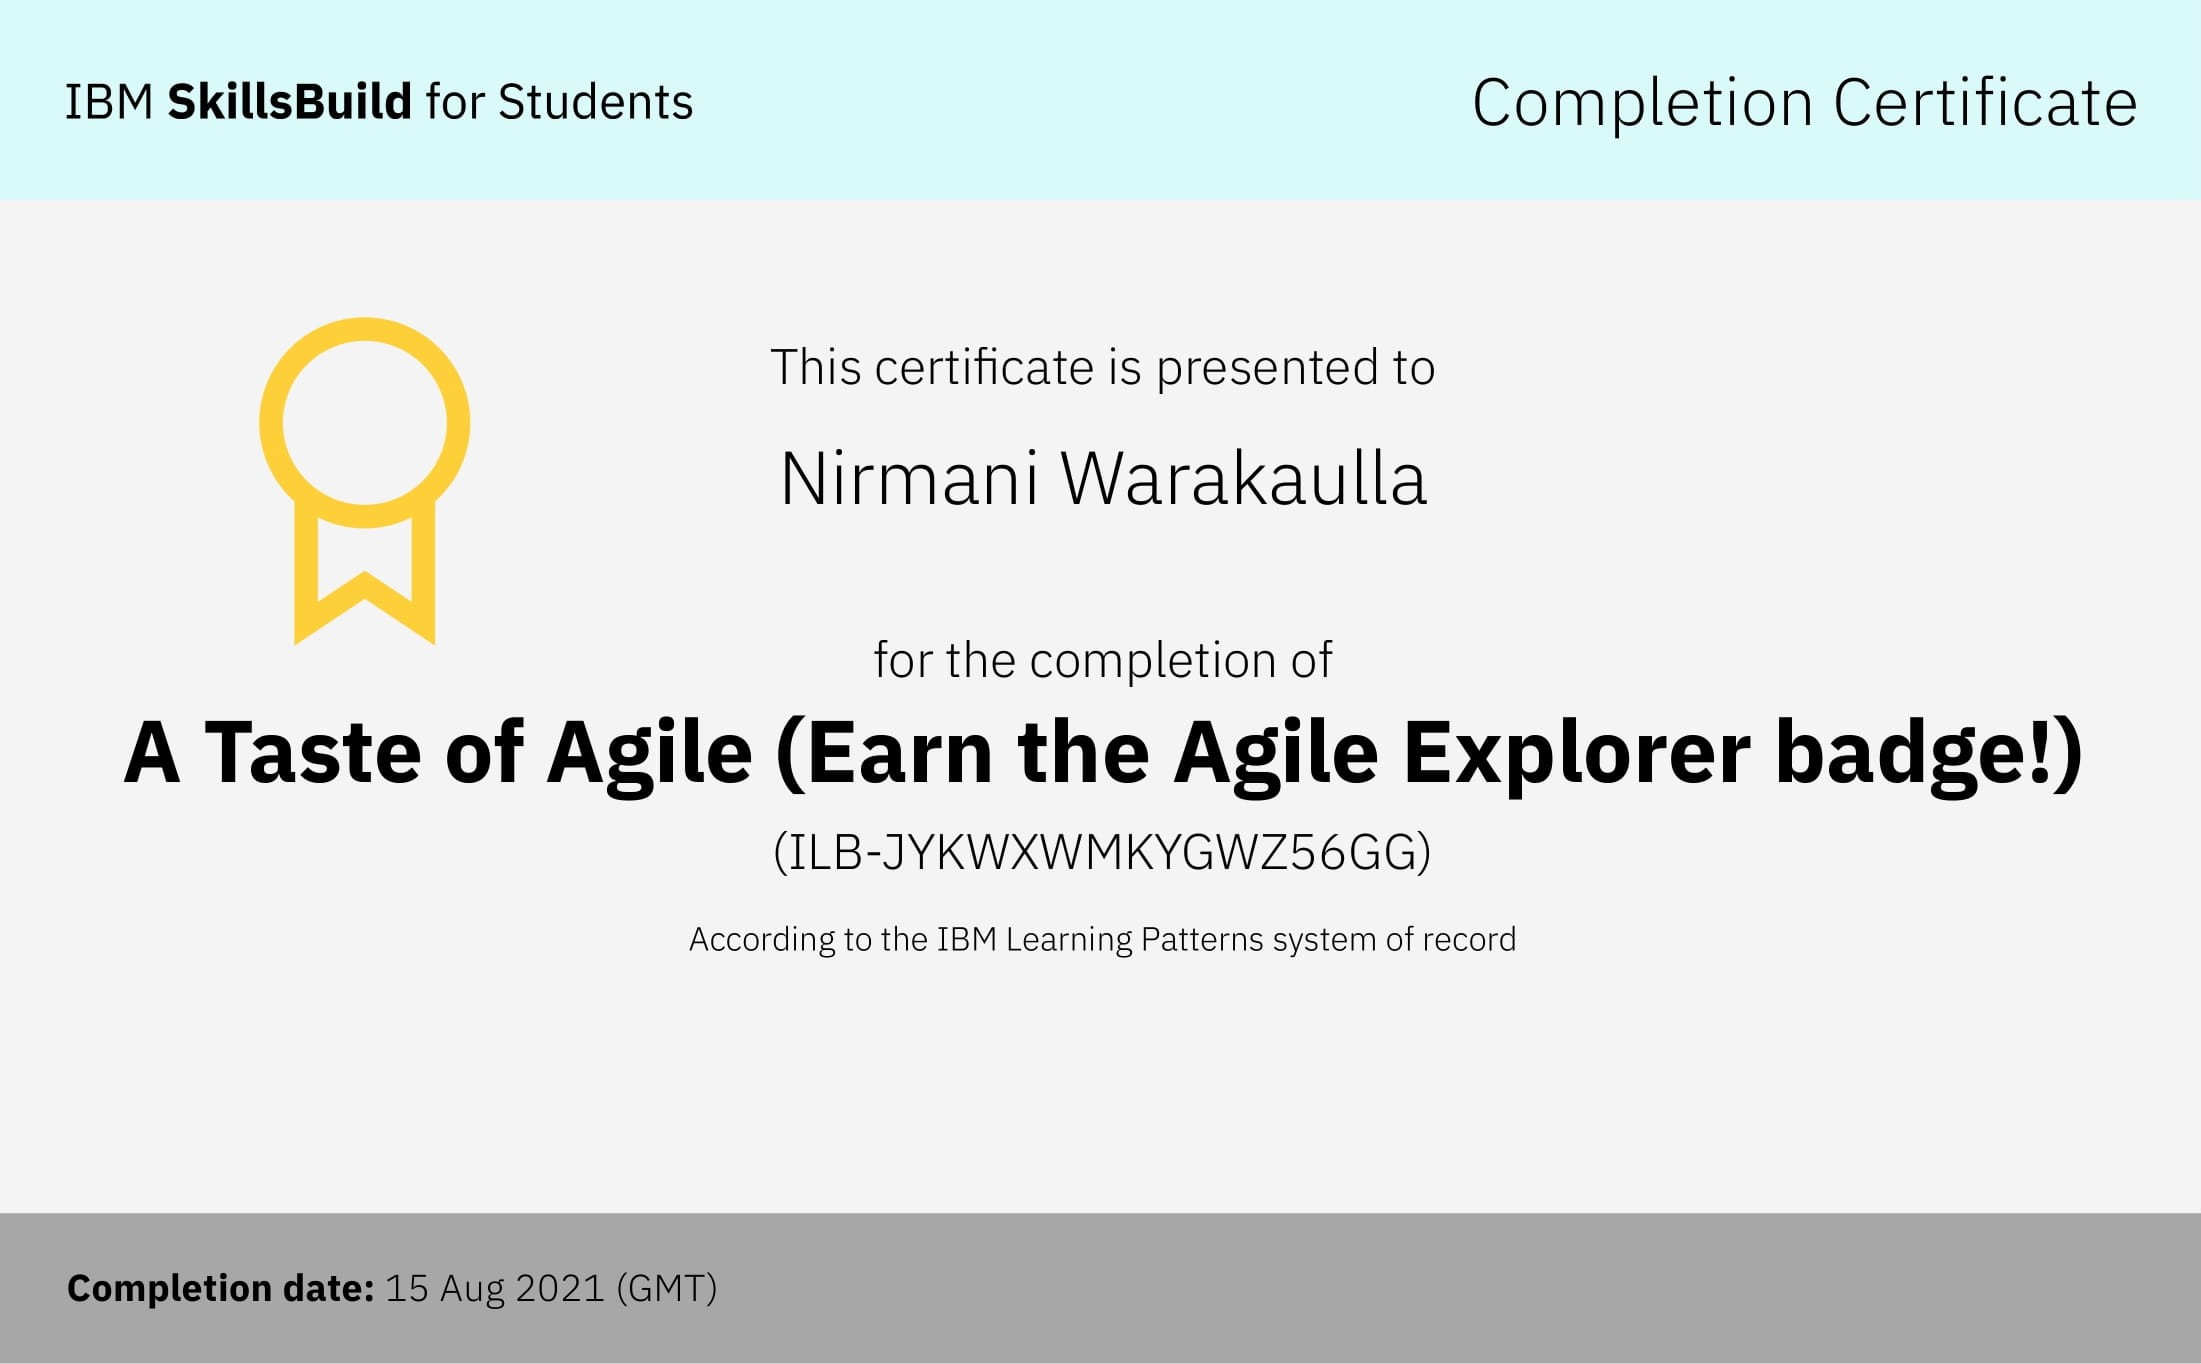 IBM SkillsBuild for Students
Completion Certificate
This certificate is presented to
Nirmani Warakaulla
for the completion of
A Taste of Agile (Earn the Agile Explorer badge!)
(ILB-JYKWXWMKYGWZ56GG)
According to the IBM Learning Patterns system of record
Completion date: 15 Aug 2021 (GMT)